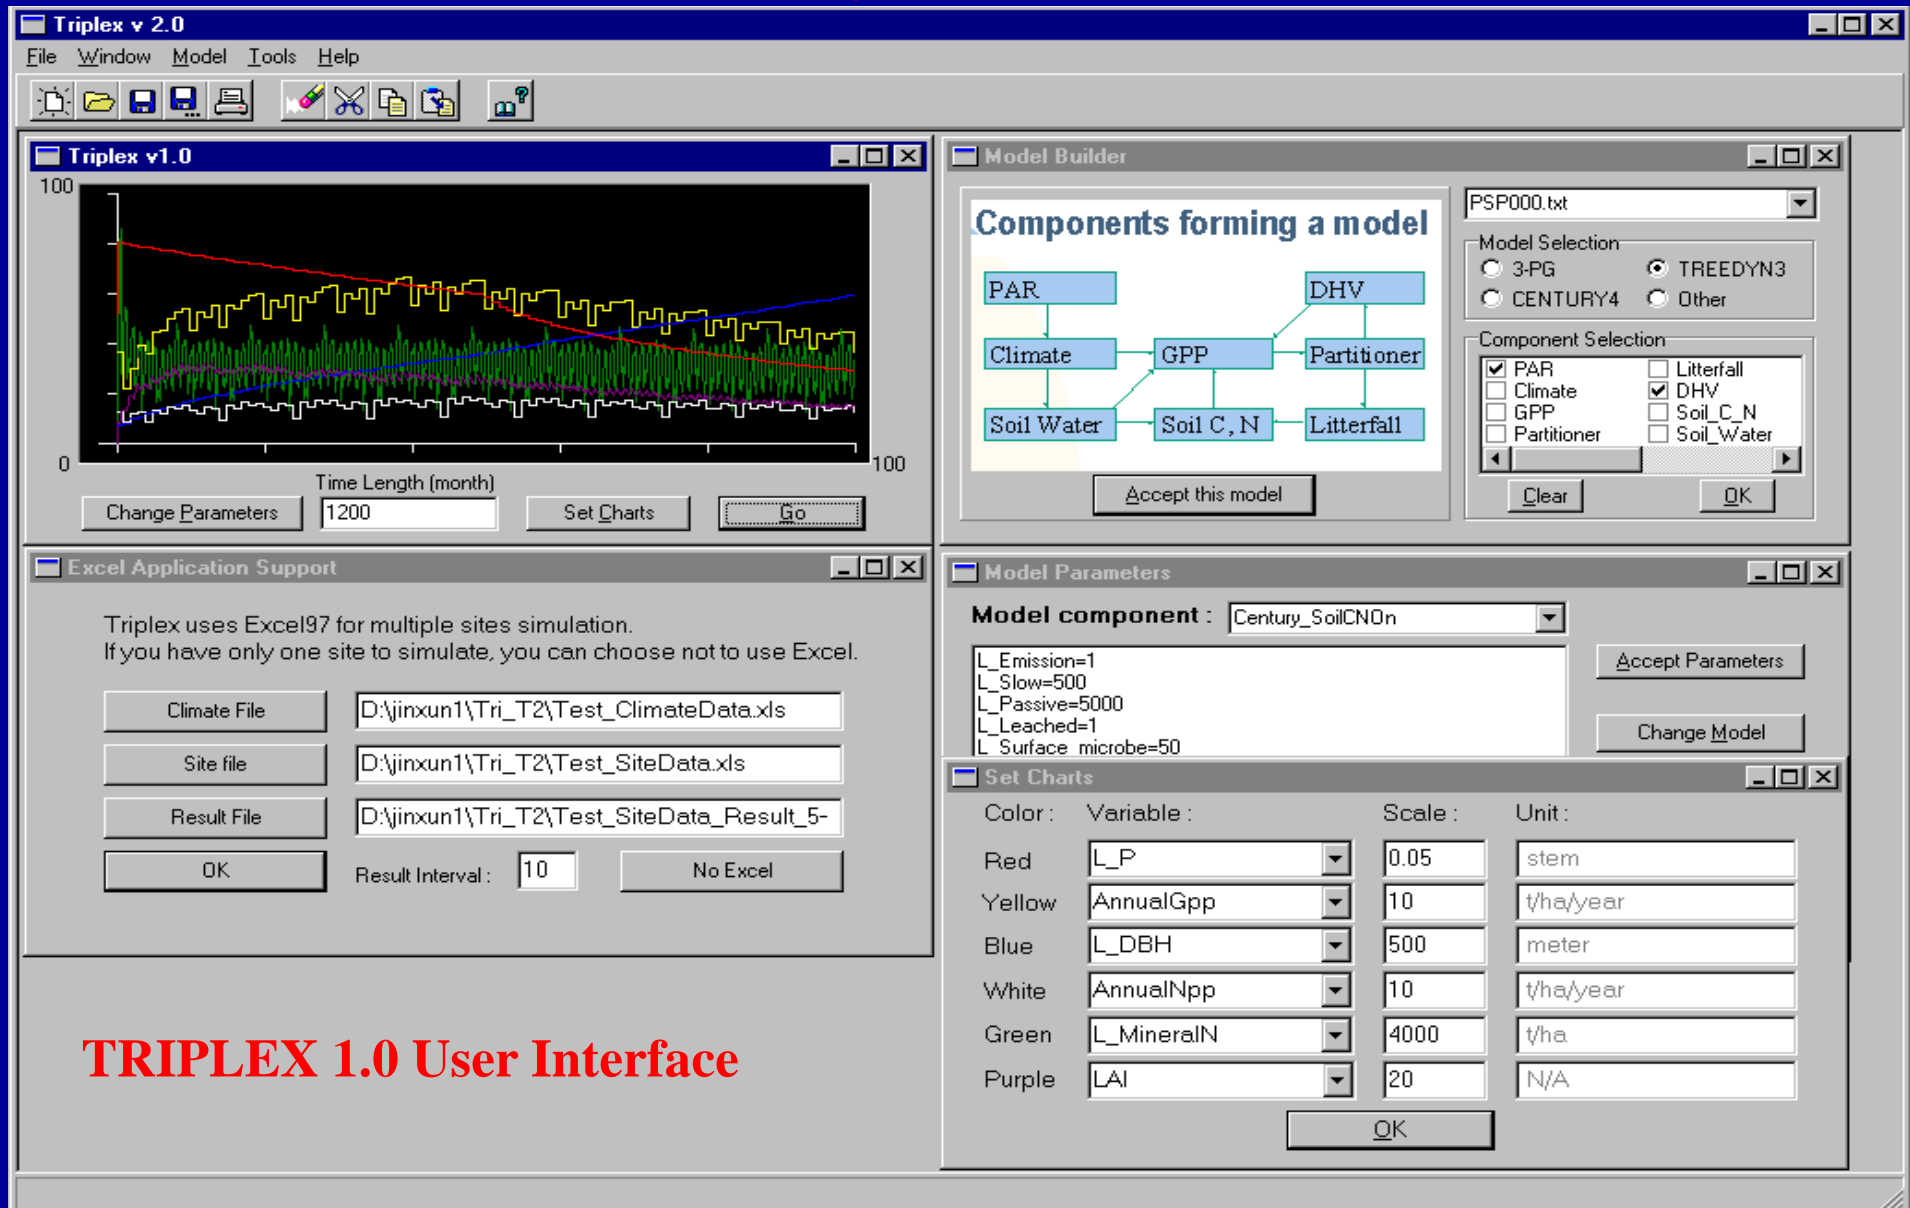 Triplex v 2.0
File Window Model Tools Help
Triplex v1.0
100
0
100
Time Length (month)
Change Parameters 1200 Set Charts Go
Model Builder
Components forming a model
PAR DHV
Climate GPP Partitioner
Soil Water Soil C, N Litterfall
Accept this model
PSP000.txt
Model Selection
3-PG TREEDYN3
CENTURY4 Other
Component Selection
PAR Litterfall
Climate DHV
GPP Soil_C_N
Partitioner Soil_Water
Clear OK
Excel Application Support
Triplex uses Excel97 for multiple sites simulation.
If you have only one site to simulate, you can choose not to use Excel.
Climate File D:\jinxun1\Tri_T2\Test_ClimateData.xls
Site file D:\jinxun1\Tri_T2\Test_SiteData.xls
Result File D:\jinxun1\Tri_T2\Test_SiteData_Result_5-
OK Result Interval : 10 No Excel
Model Parameters
Model component : Century_SoilCNOn
L_Emission=1
L_Slow=500
L_Passive=5000
L_Leached=1
L_Surface_microbe=50
Accept Parameters
Change Model
Set Charts
Color : Variable : Scale : Unit :
Red L_P 0.05 stem
Yellow AnnualGpp 10 t/ha/year
Blue L_DBH 500 meter
White AnnualNpp 10 t/ha/year
Green L_MineralN 4000 t/ha
Purple LAI 20 N/A
OK
TRIPLEX 1.0 User Interface